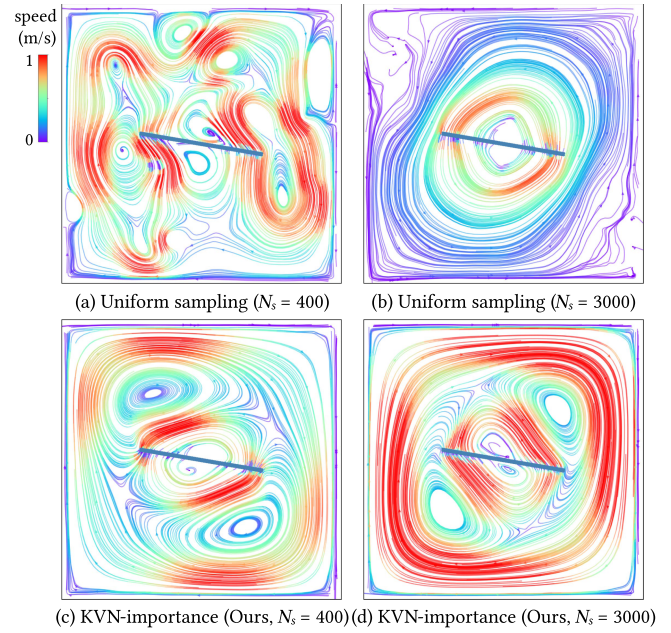 speed
(m/s)
1
0
(a) Uniform sampling (Nₛ = 400)
(b) Uniform sampling (Nₛ = 3000)
(c) KVN-importance (Ours, Nₛ = 400)
(d) KVN-importance (Ours, Nₛ = 3000)